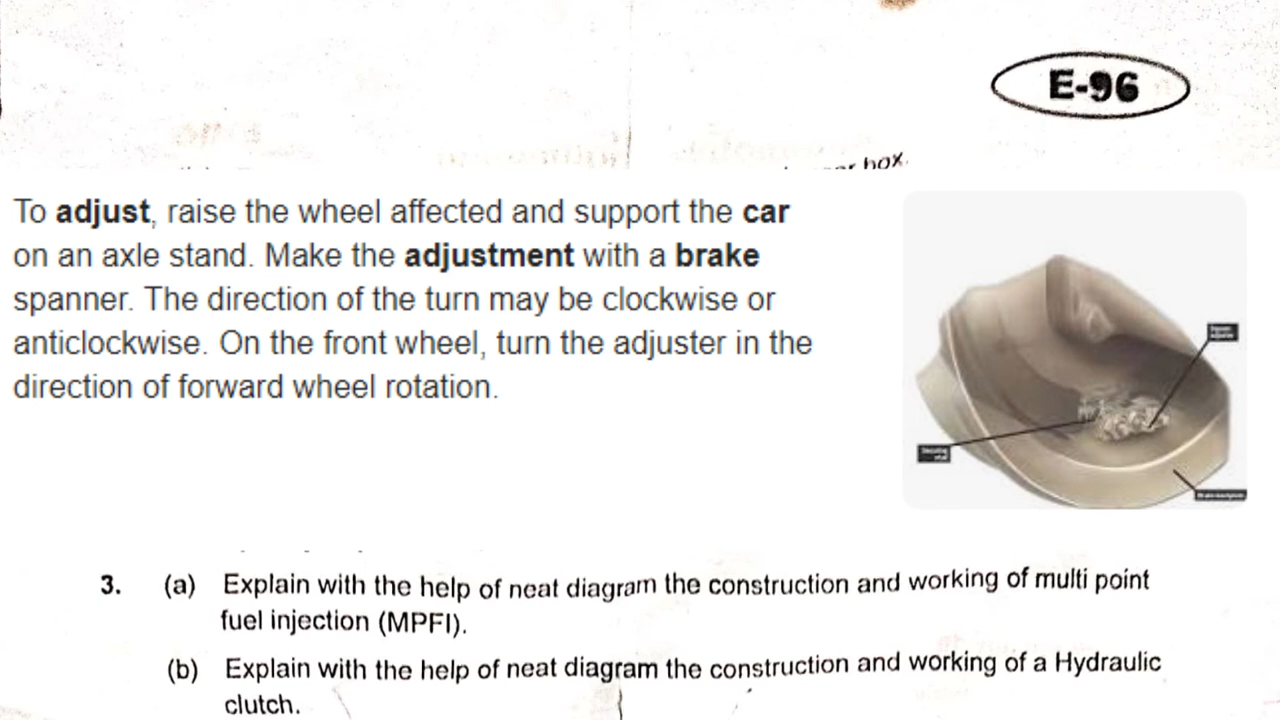 E-96
box.
To adjust, raise the wheel affected and support the car
on an axle stand. Make the adjustment with a brake
spanner. The direction of the turn may be clockwise or
anticlockwise. On the front wheel, turn the adjuster in the
direction of forward wheel rotation.
3. (a) Explain with the help of neat diagram the construction and working of multi point
fuel injection (MPFI).
(b) Explain with the help of neat diagram the construction and working of a Hydraulic
clutch.